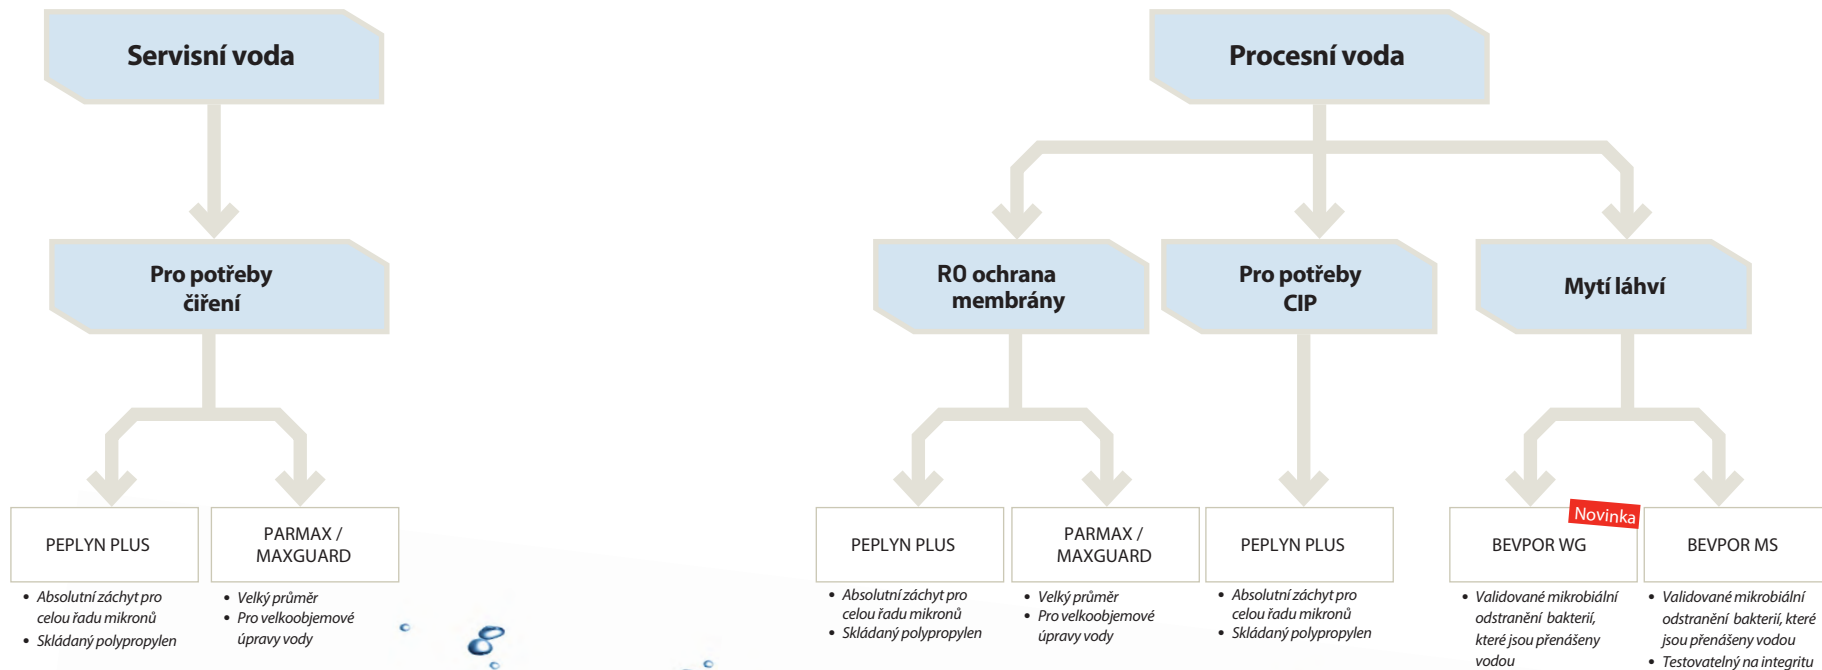 Servisní voda
Procesní voda
Pro potřeby
čiření
RO ochrana
membrány
Pro potřeby
CIP
Mytí láhví
PEPLYN PLUS
• Absolutní záchyt pro
celou řadu mikronů
• Skládaný polypropylen
PARMAX /
MAXGUARD
• Velký průměr
• Pro velkoobjemové
úpravy vody
PEPLYN PLUS
• Absolutní záchyt pro
celou řadu mikronů
• Skládaný polypropylen
PARMAX /
MAXGUARD
• Velký průměr
• Pro velkoobjemové
úpravy vody
PEPLYN PLUS
• Absolutní záchyt pro
celou řadu mikronů
• Skládaný polypropylen
Novinka
BEVPOR WG
• Validované mikrobiální
odstranění bakterií,
které jsou přenášeny
vodou
BEVPOR MS
• Validované mikrobiální
odstranění bakterií, které
jsou přenášeny vodou
• Testovatelný na integritu